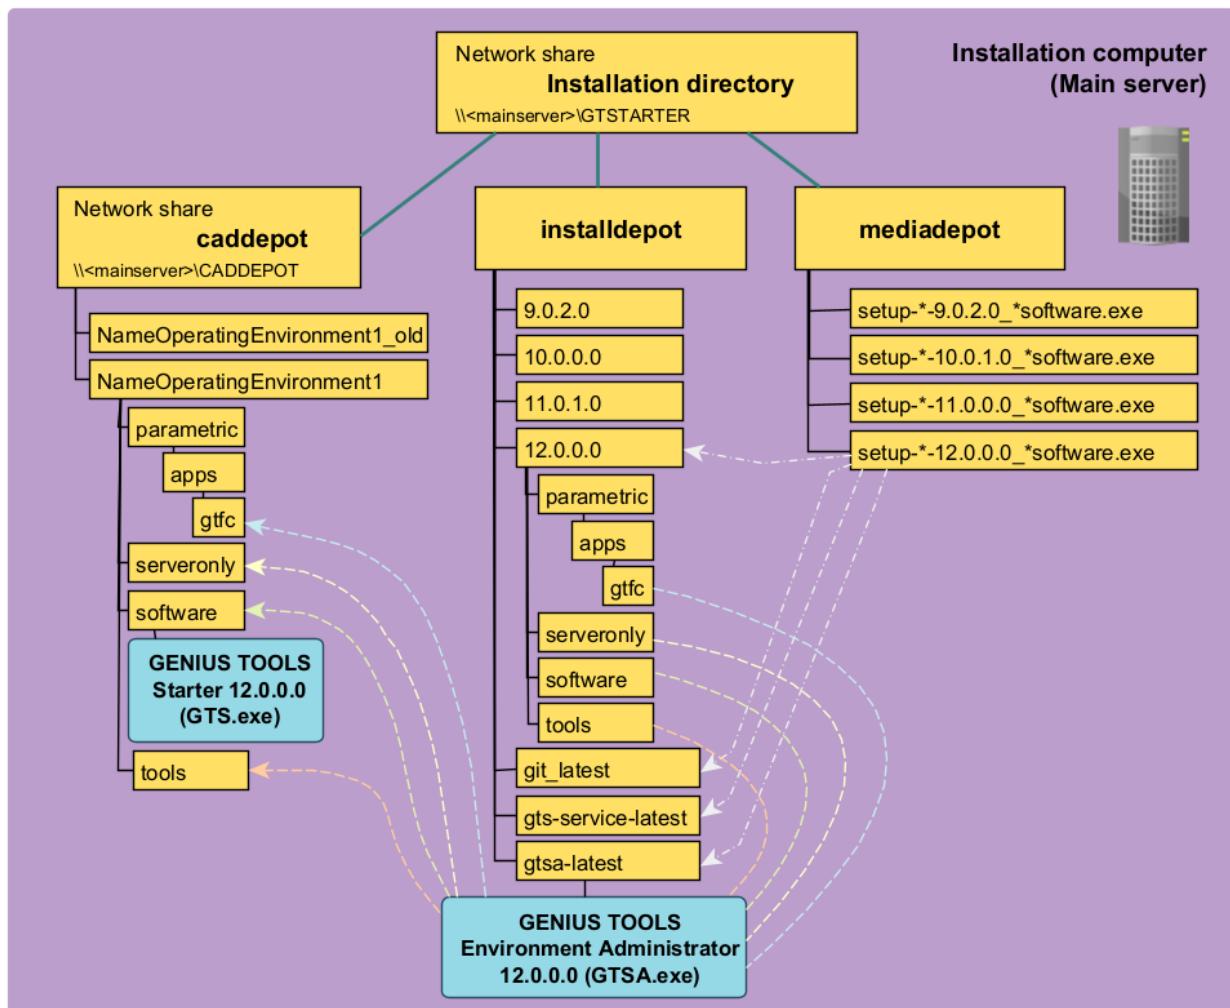 Network share
Installation directory
\\<mainserver>\GTSTARTER
Installation computer
(Main server)
Network share
caddepot
\\<mainserver>\CADDEPOT
NameOperatingEnvironment1_old
NameOperatingEnvironment1
parametric
apps
gtfc
serveronly
software
GENIUS TOOLS
Starter 12.0.0.0
(GTS.exe)
tools
installdepot
9.0.2.0
10.0.0.0
11.0.1.0
12.0.0.0
parametric
apps
gtfc
serveronly
software
tools
git_latest
gts-service-latest
gtsa-latest
GENIUS TOOLS
Environment Administrator
12.0.0.0 (GTSA.exe)
mediadepot
setup-*-9.0.2.0_*software.exe
setup-*-10.0.1.0_*software.exe
setup-*-11.0.0.0_*software.exe
setup-*-12.0.0.0_*software.exe